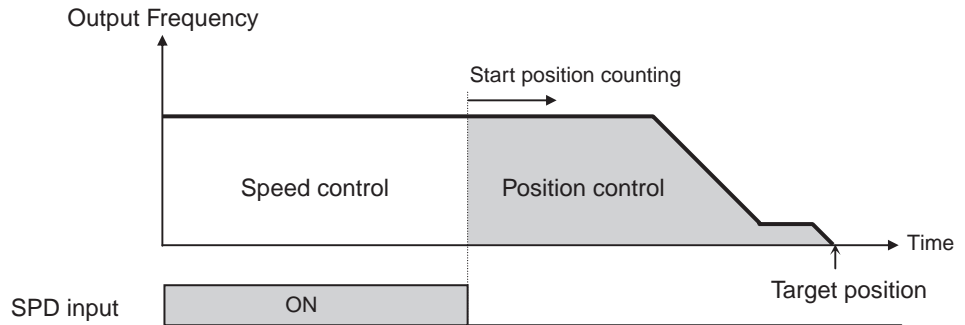 Output Frequency
Start position counting
Speed control
Position control
Time
Target position
SPD input
ON